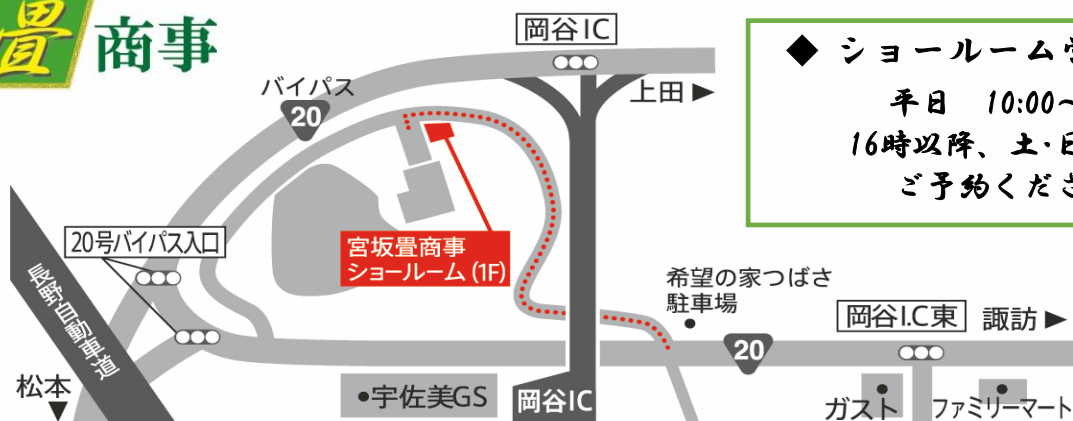 畳 商事
岡谷IC
バイパス
20
上田▶
◆ ショールーム
平日 10:00~
16時以降、土·日
ご予約くださ
20号バイパス入口
宮坂畳商事
ショールーム (1F)
長野自動車道
希望の家つばさ
駐車場
岡谷I.C東
諏訪▶
20
松本
▼
•宇佐美GS
岡谷IC
ガスト
ファミリーマート